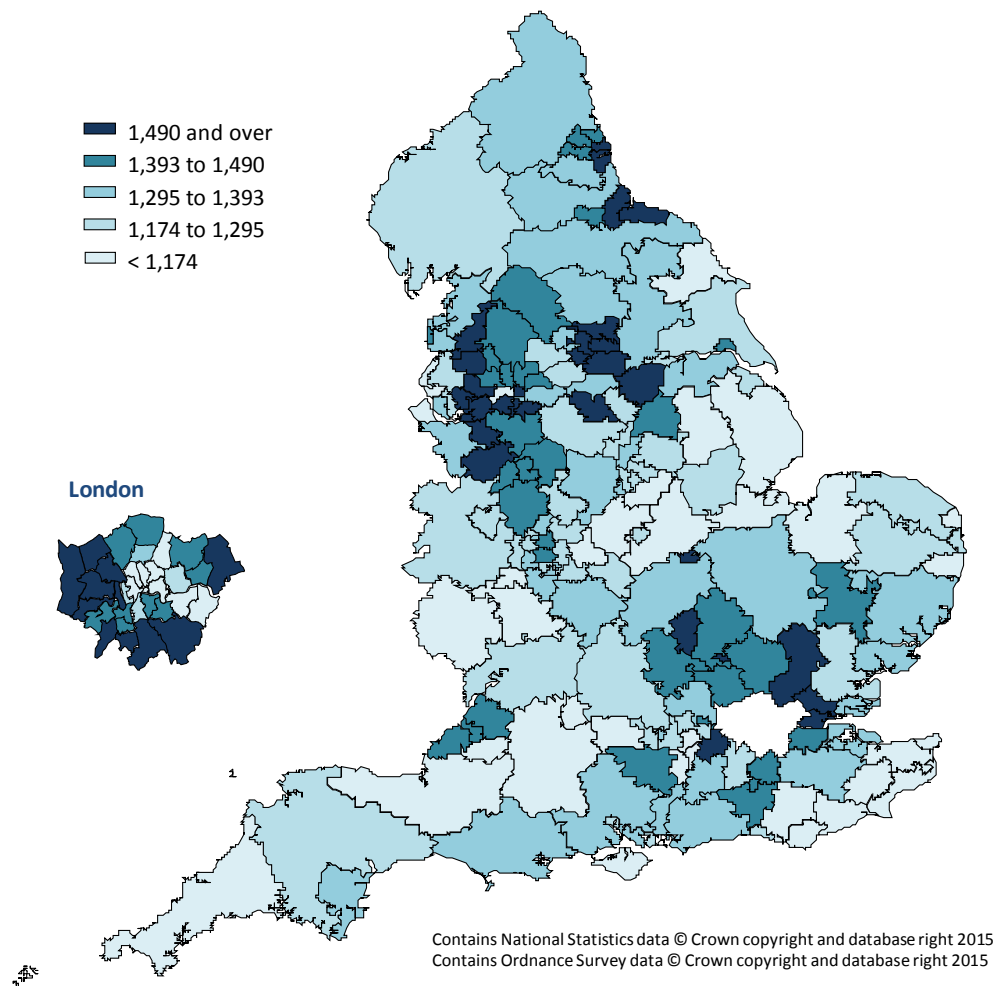 1,490 and over
1,393 to 1,490
1,295 to 1,393
1,174 to 1,295
< 1,174
London
1
Contains National Statistics data © Crown copyright and database right 2015
Contains Ordnance Survey data © Crown copyright and database right 2015